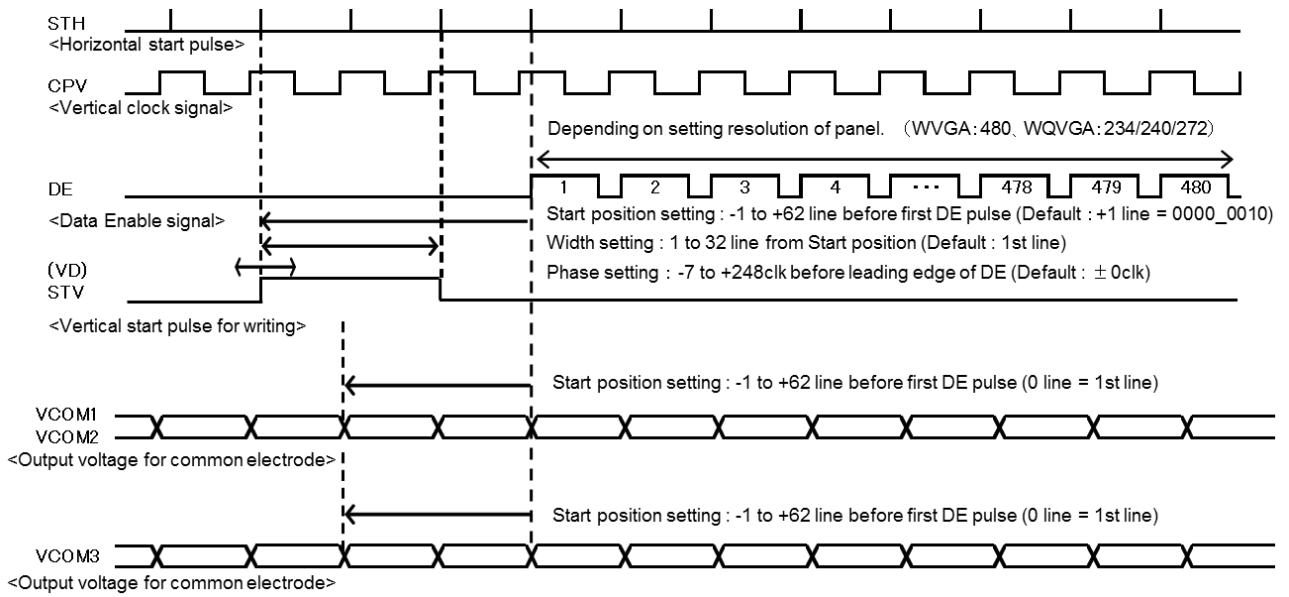 STH
<Horizontal start pulse>
CPV
<Vertical clock signal>
Depending on setting resolution of panel. （WVGA：480、WQVGA：234/240/272）
DE 1 2 3 4 ・・・ 478 479 480
<Data Enable signal>
Start position setting : -1 to +62 line before first DE pulse (Default : +1 line = 0000_0010)
Width setting : 1 to 32 line from Start position (Default : 1st line)
(VD)
Phase setting : -7 to +248clk before leading edge of DE (Default : ±0clk)
STV
<Vertical start pulse for writing>
Start position setting : -1 to +62 line before first DE pulse (0 line = 1st line)
VCOM1
VCOM2
<Output voltage for common electrode>
Start position setting : -1 to +62 line before first DE pulse (0 line = 1st line)
VCOM3
<Output voltage for common electrode>